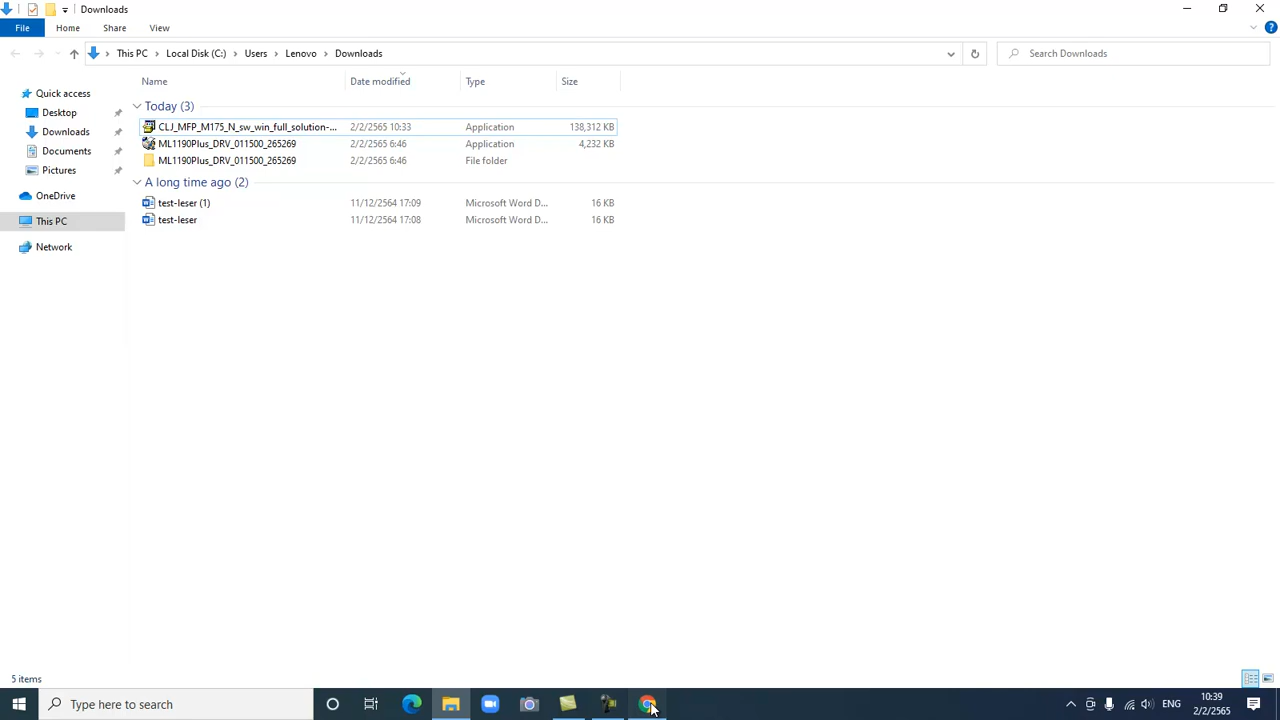 Downloads
File Home Share View
This PC Local Disk (C:) Users Lenovo Downloads Search Downloads
Name Date modified Type Size
Quick access
Desktop
Downloads
Documents
Pictures
OneDrive
This PC
Network
Today (3)
CLJ_MFP_M175_N_sw_win_full_solution-... 2/2/2565 10:33 Application 138,312 KB
ML1190Plus_DRV_011500_265269 2/2/2565 6:46 Application 4,232 KB
ML1190Plus_DRV_011500_265269 2/2/2565 6:46 File folder
A long time ago (2)
test-leser (1) 11/12/2564 17:09 Microsoft Word D... 16 KB
test-leser 11/12/2564 17:08 Microsoft Word D... 16 KB
5 items
Type here to search
ENG
10:39
2/2/2565